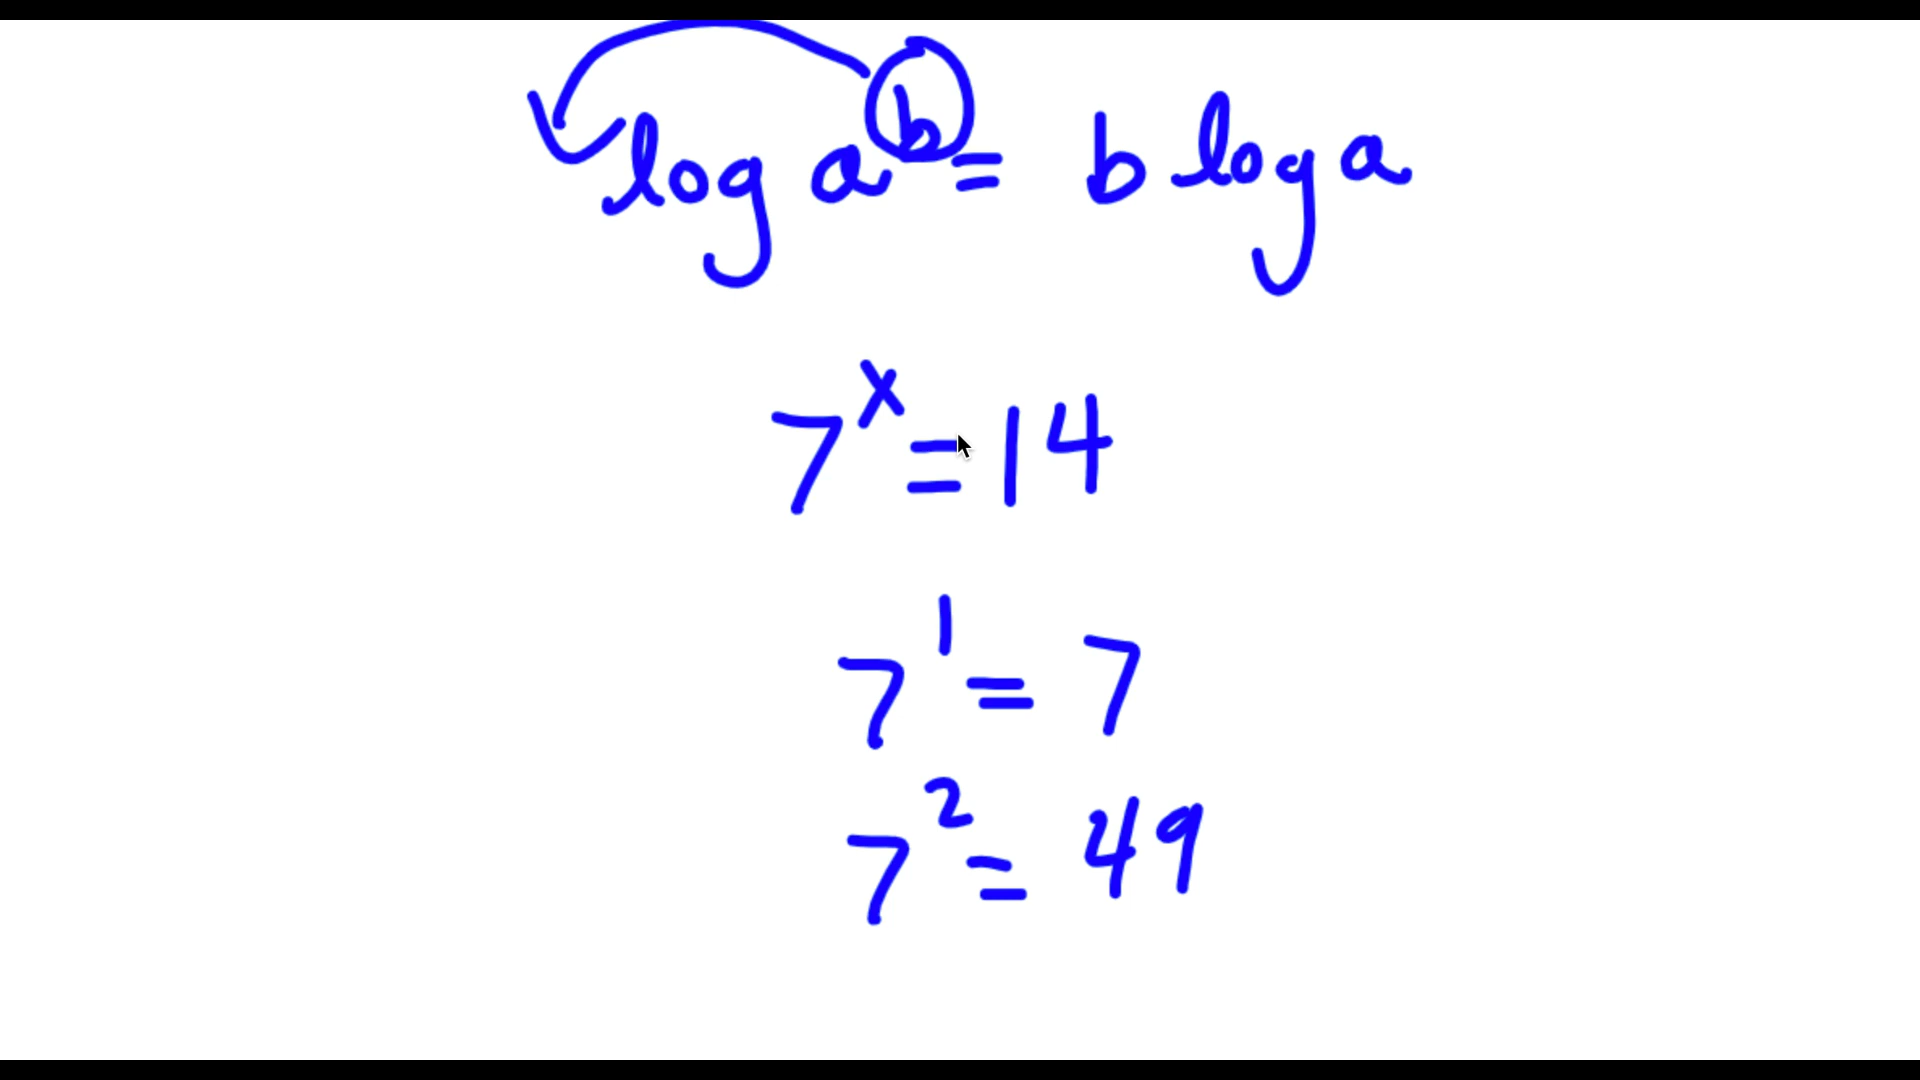 log a^b = b log a
7^x = 14
7^1 = 7
7^2 = 49